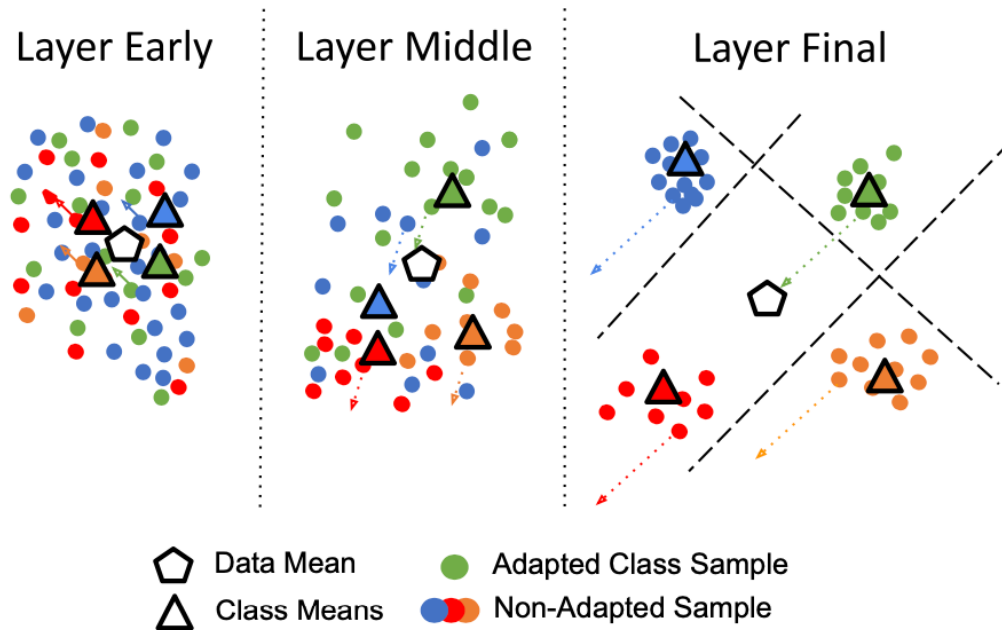 Layer Early
Layer Middle
Layer Final
Data Mean
Adapted Class Sample
Class Means
Non-Adapted Sample